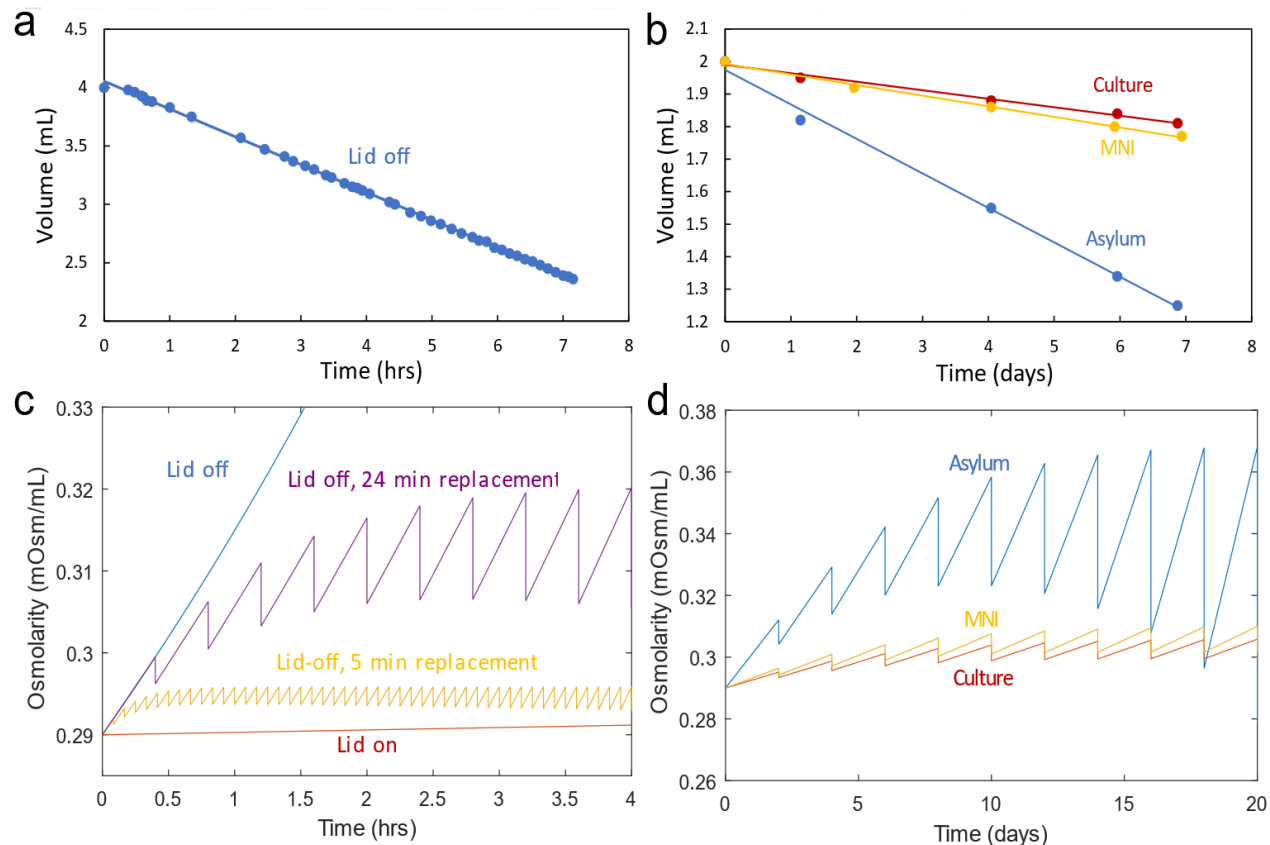 a
4.5
4
3.5
3
2.5
2
Volume (mL)
Lid off
0 1 2 3 4 5 6 7 8
Time (hrs)
b
2.1
2
1.9
1.8
1.7
1.6
1.5
1.4
1.3
1.2
Volume (mL)
Culture
MNI
Asylum
0 1 2 3 4 5 6 7 8
Time (days)
c
0.33
0.32
0.31
0.3
0.29
Osmolarity (mOsm/mL)
Lid off
Lid off, 24 min replacement
Lid-off, 5 min replacement
Lid on
0 0.5 1 1.5 2 2.5 3 3.5 4
Time (hrs)
d
0.38
0.36
0.34
0.32
0.3
0.28
0.26
Osmolarity (mOsm/mL)
Asylum
MNI
Culture
0 5 10 15 20
Time (days)